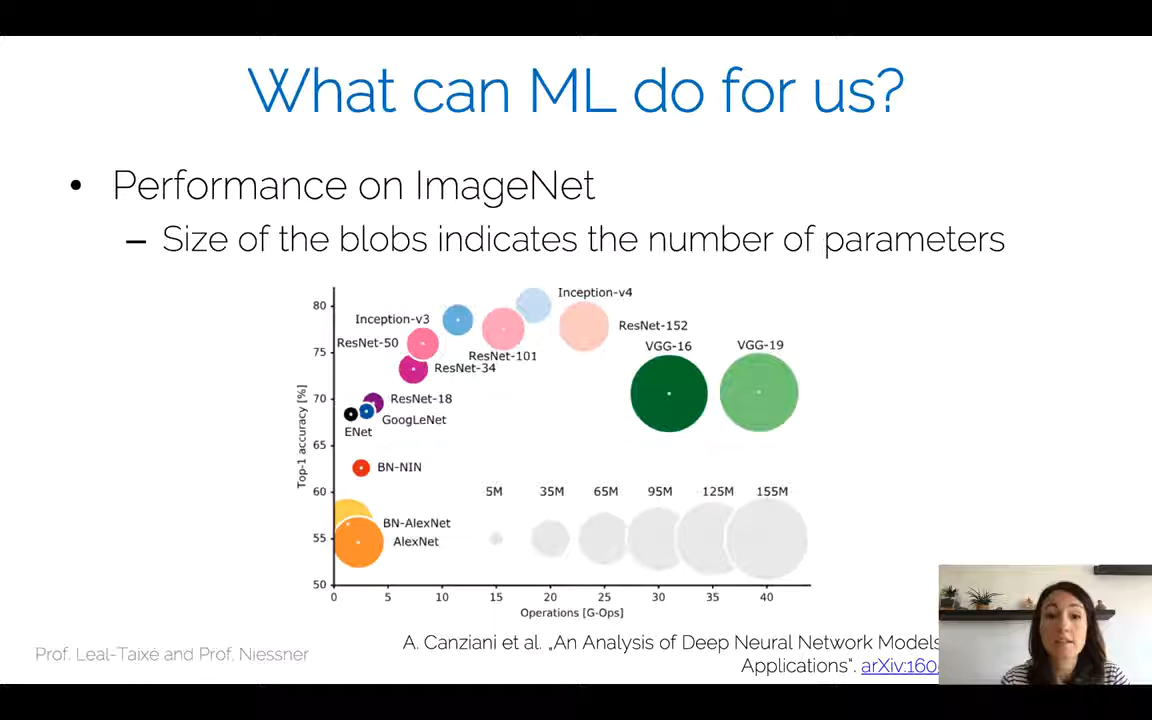 What can ML do for us?
• Performance on ImageNet
– Size of the blobs indicates the number of parameters
80
75
70
65
60
55
50
Top-1 accuracy [%]
Inception-v4
Inception-v3
ResNet-152
ResNet-50
VGG-16
VGG-19
ResNet-101
ResNet-34
ResNet-18
GoogLeNet
ENet
BN-NIN
5M 35M 65M 95M 125M 155M
BN-AlexNet
AlexNet
0 5 10 15 20 25 30 35 40
Operations [G-Ops]
A. Canziani et al. „An Analysis of Deep Neural Network Models
Prof. Leal-Taixé and Prof. Niessner
Applications“. arXiv:160